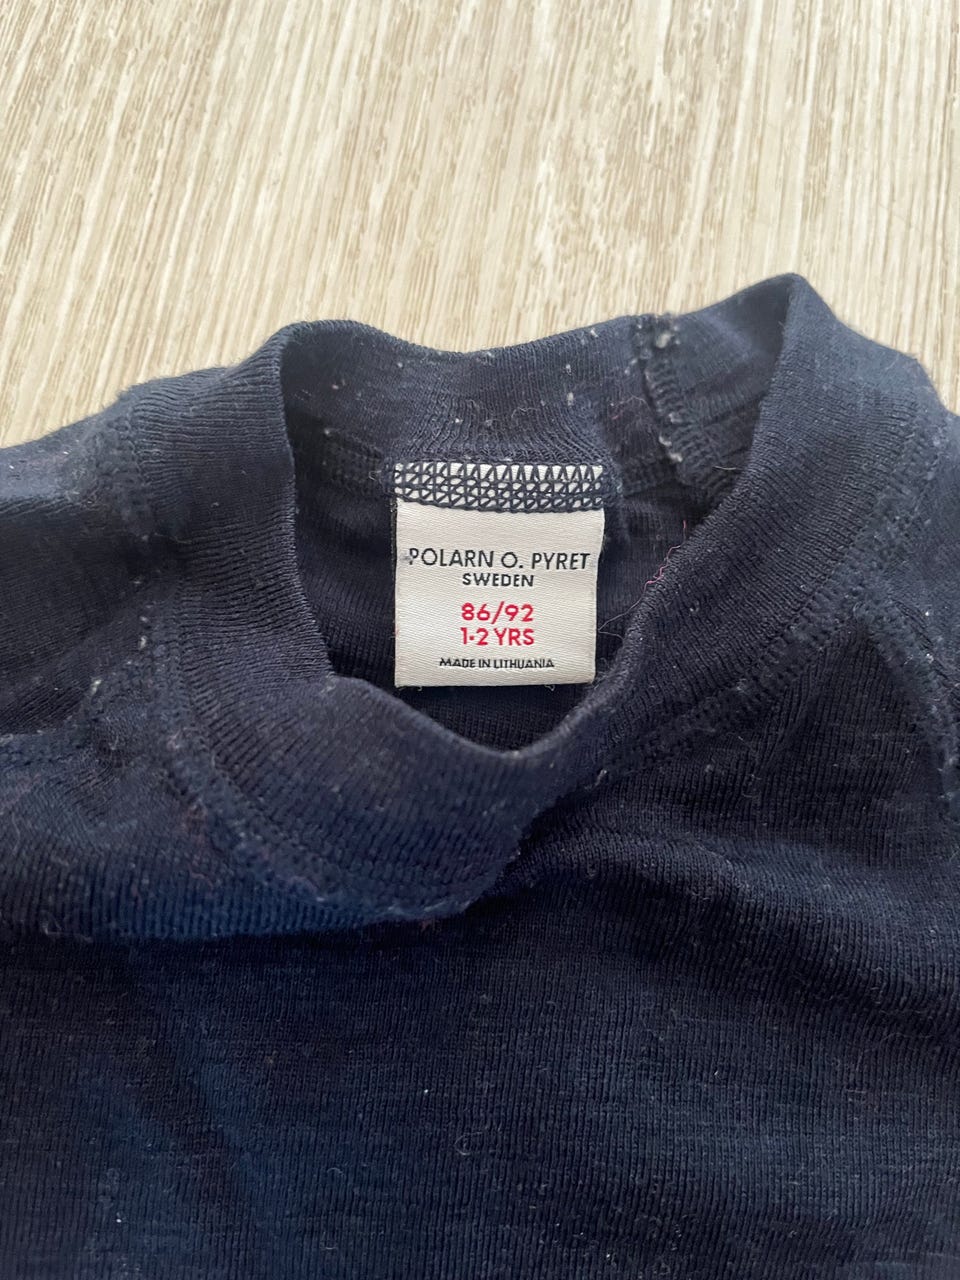 POLARN O. PYRET
SWEDEN
86/92
1-2 YRS
MADE IN LITHUANIA